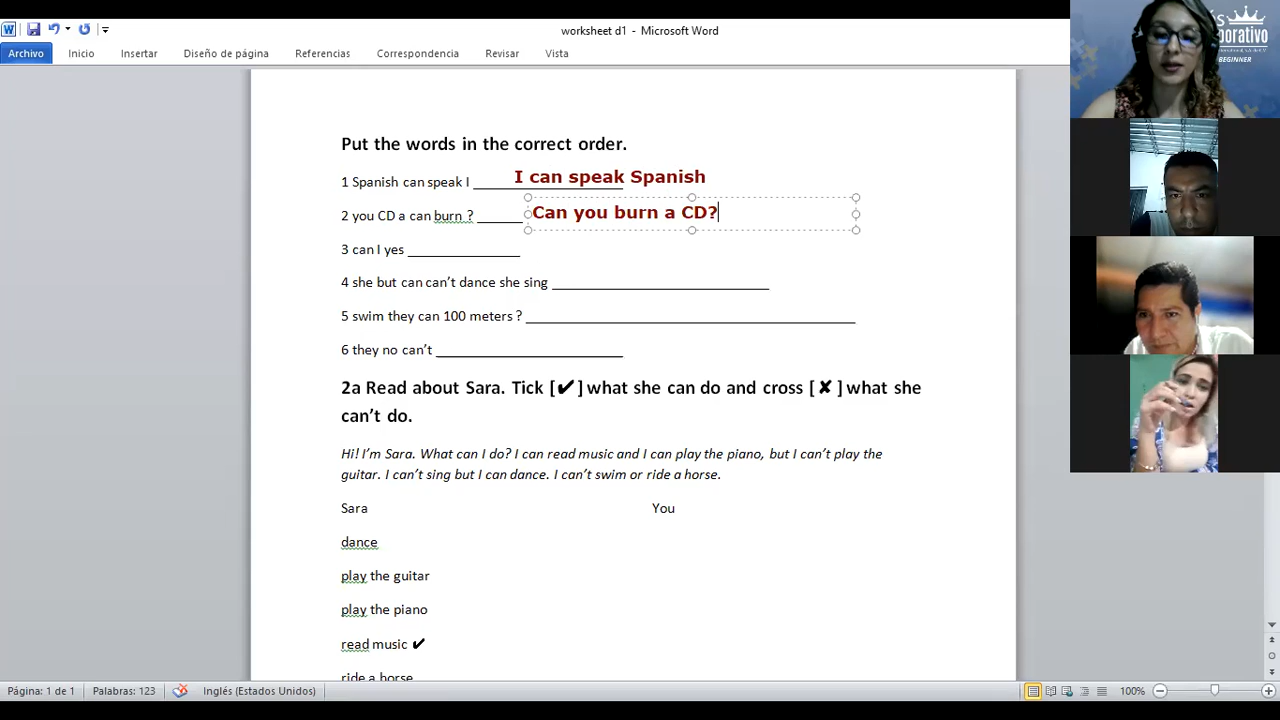 worksheet d1 - Microsoft Word
Archivo Inicio Insertar Diseño de página Referencias Correspondencia Revisar Vista
BEGINNER
Put the words in the correct order.
1 Spanish can speak I ________________ I can speak Spanish
2 you CD a can burn ? ______ Can you burn a CD?
3 can I yes _______________
4 she but can can't dance she sing _____________________________
5 swim they can 100 meters ? ____________________________________________
6 they no can't _________________________
2a Read about Sara. Tick [✔] what she can do and cross [ ✘ ] what she
can't do.
Hi! I'm Sara. What can I do? I can read music and I can play the piano, but I can't play the
guitar. I can't sing but I can dance. I can't swim or ride a horse.
Sara You
dance
play the guitar
play the piano
read music ✔
ride a horse
Página: 1 de 1 Palabras: 123 Inglés (Estados Unidos) 100%